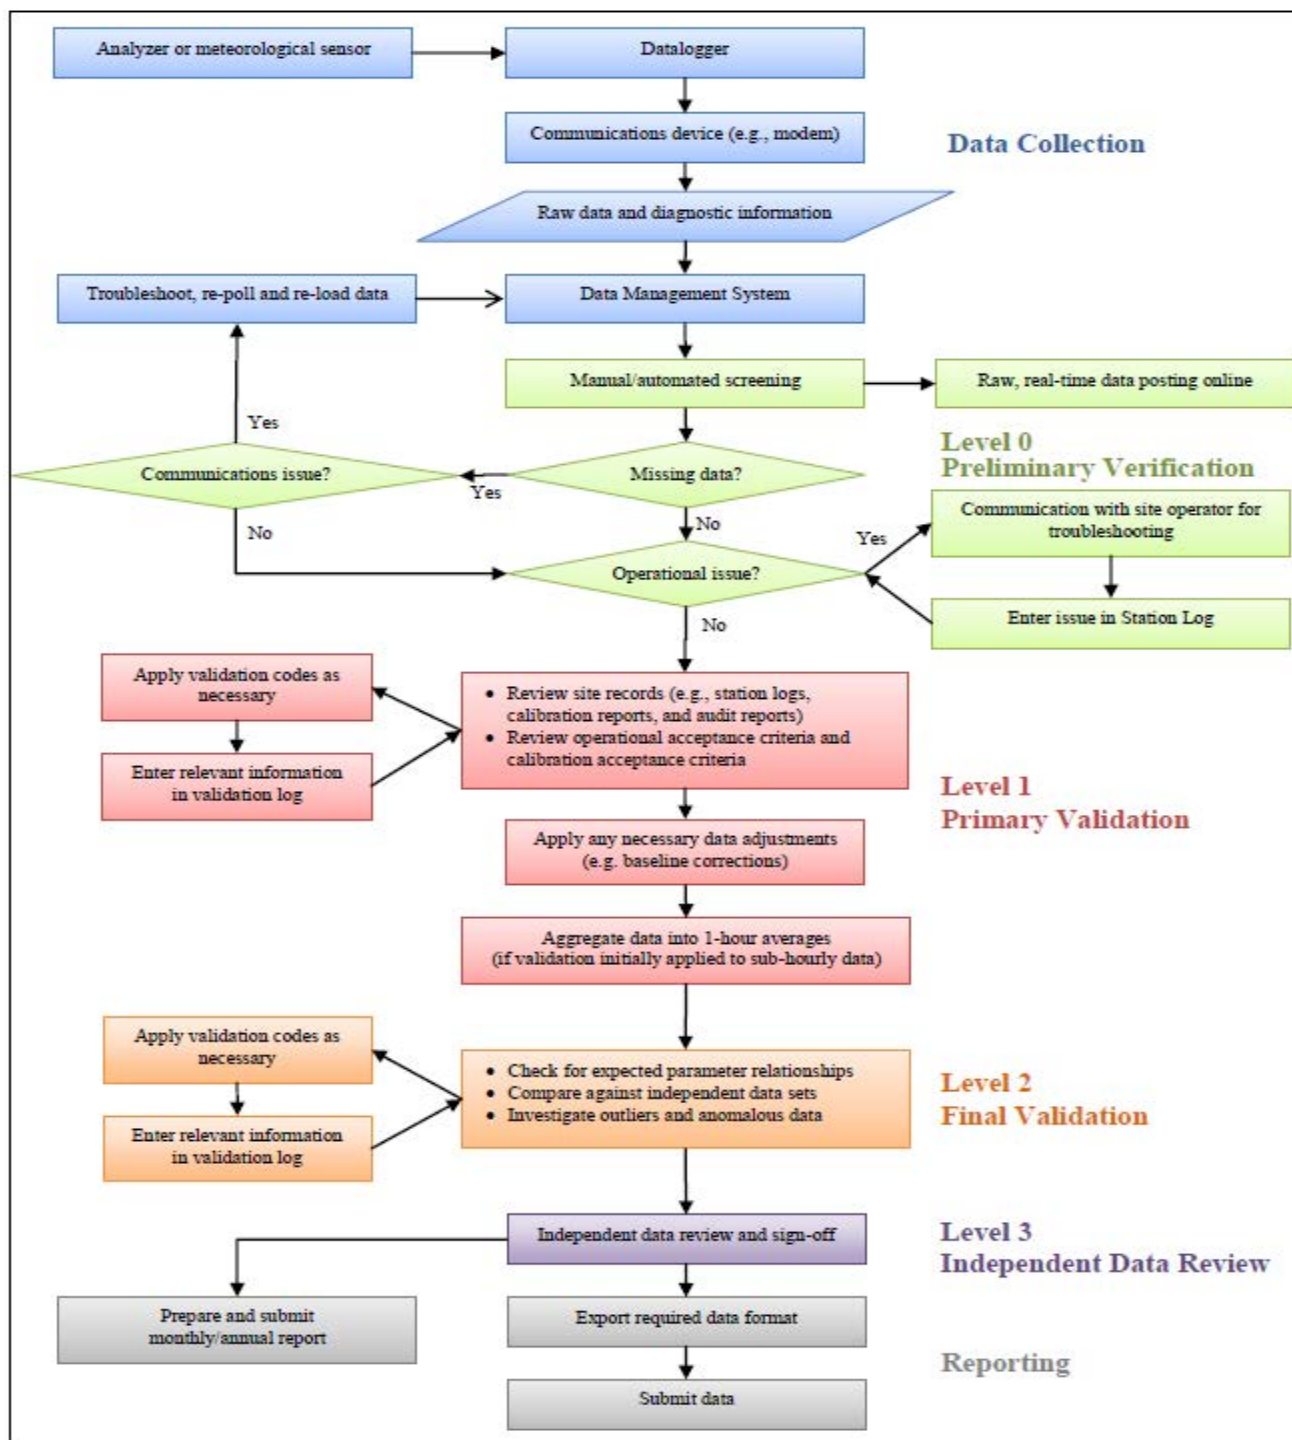 Analyzer or meteorological sensor
Datalogger
Communications device (e.g., modem)
Data Collection
Raw data and diagnostic information
Troubleshoot, re-poll and re-load data
Data Management System
Manual/automated screening
Raw, real-time data posting online
Yes
Level 0
Preliminary Verification
Communications issue?
Yes
Missing data?
No
No
Yes
Communication with site operator for
troubleshooting
Operational issue?
Enter issue in Station Log
No
Apply validation codes as
necessary
• Review site records (e.g., station logs,
calibration reports, and audit reports)
• Review operational acceptance criteria and
calibration acceptance criteria
Enter relevant information
in validation log
Level 1
Primary Validation
Apply any necessary data adjustments
(e.g. baseline corrections)
Aggregate data into 1-hour averages
(if validation initially applied to sub-hourly data)
Apply validation codes as
necessary
• Check for expected parameter relationships
• Compare against independent data sets
• Investigate outliers and anomalous data
Enter relevant information
in validation log
Level 2
Final Validation
Independent data review and sign-off
Level 3
Independent Data Review
Prepare and submit
monthly/annual report
Export required data format
Reporting
Submit data